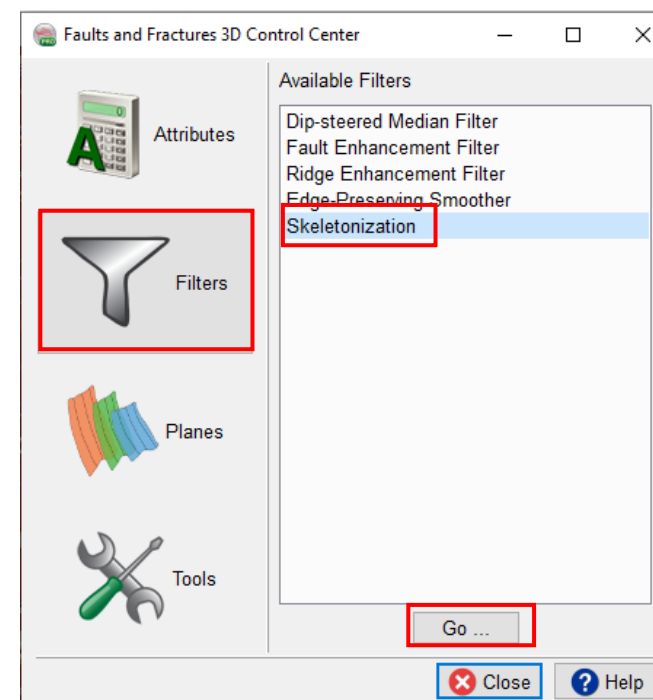 Faults and Fractures 3D Control Center
PRO
Attributes
Filters
Planes
Tools
Available Filters
Dip-steered Median Filter
Fault Enhancement Filter
Ridge Enhancement Filter
Edge-Preserving Smoother
Skeletonization
Go ...
Close
Help